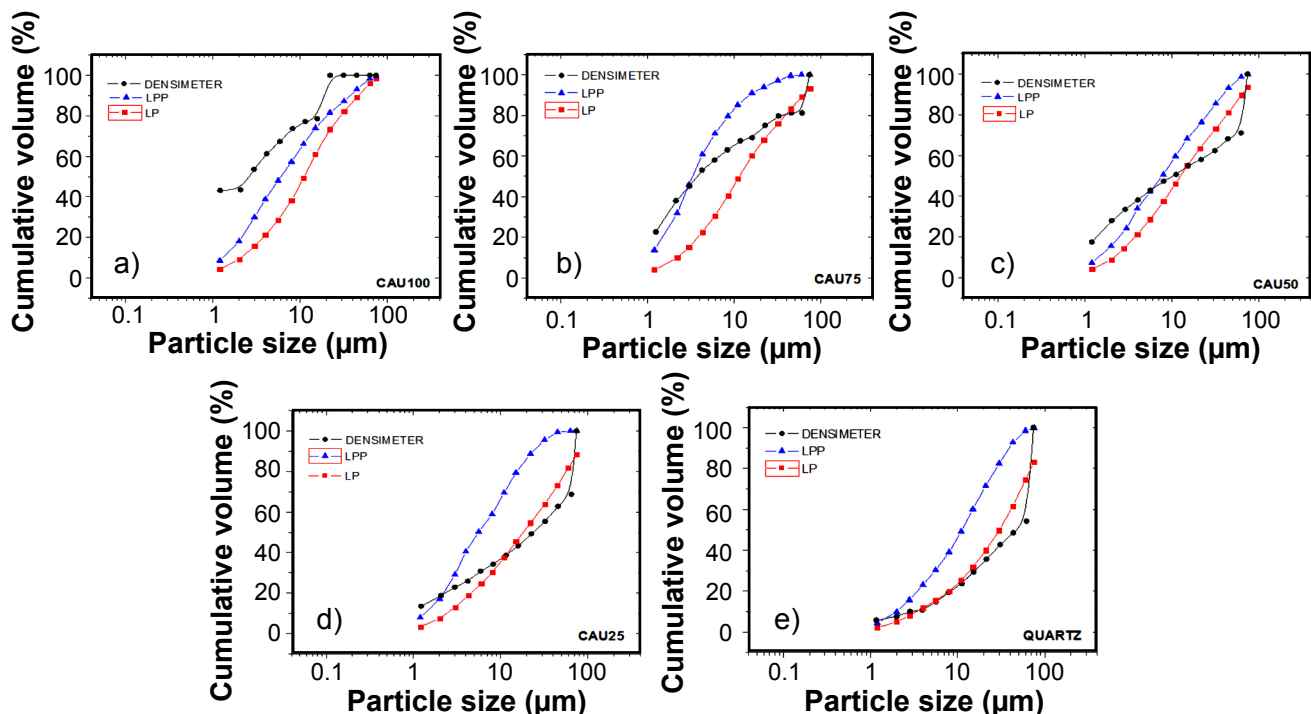 Cumulative volume (%)
100
80
60
40
20
0
DENSIMETER
LPP
LP
a)
CAU100
0.1 1 10 100
Particle size (µm)
Cumulative volume (%)
100
80
60
40
20
0
DENSIMETER
LPP
LP
b)
CAU75
0.1 1 10 100
Particle size (µm)
Cumulative volume (%)
100
80
60
40
20
0
DENSIMETER
LPP
LP
c)
CAU50
0.1 1 10 100
Particle size (µm)
Cumulative volume (%)
100
80
60
40
20
0
DENSIMETER
LPP
LP
d)
CAU25
0.1 1 10 100
Particle size (µm)
Cumulative volume (%)
100
80
60
40
20
0
DENSIMETER
LPP
LP
e)
QUARTZ
0.1 1 10 100
Particle size (µm)